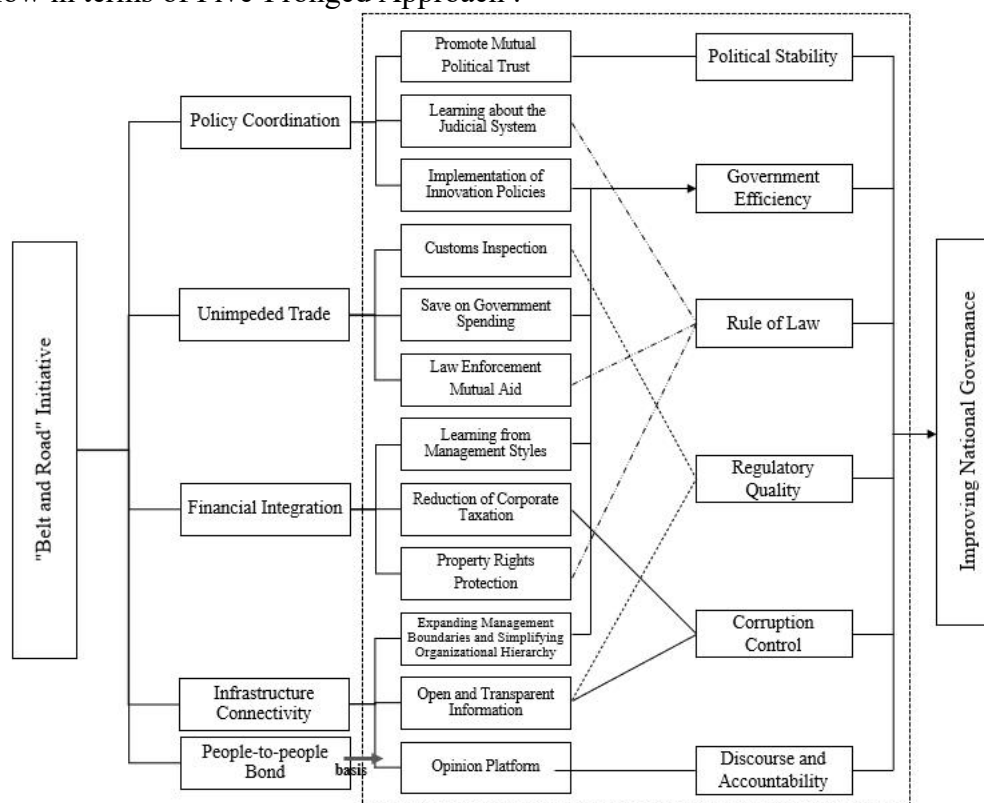 low in terms of Five-Pronged Approach .
"Belt and Road" Initiative
Policy Coordination
Unimpeded Trade
Financial Integration
Infrastructure
Connectivity
People-to-people
Bond
basis
Promote Mutual
Political Trust
Learning about the
Judicial System
Implementation of
Innovation Policies
Customs Inspection
Save on Government
Spending
Law Enforcement
Mutual Aid
Learning from
Management Styles
Reduction of Corporate
Taxation
Property Rights
Protection
Expanding Management
Boundaries and Simplifying
Organizational Hierarchy
Open and Transparent
Information
Opinion Platform
Political Stability
Government
Efficiency
Rule of Law
Regulatory
Quality
Corruption
Control
Discourse and
Accountability
Improving National Governance